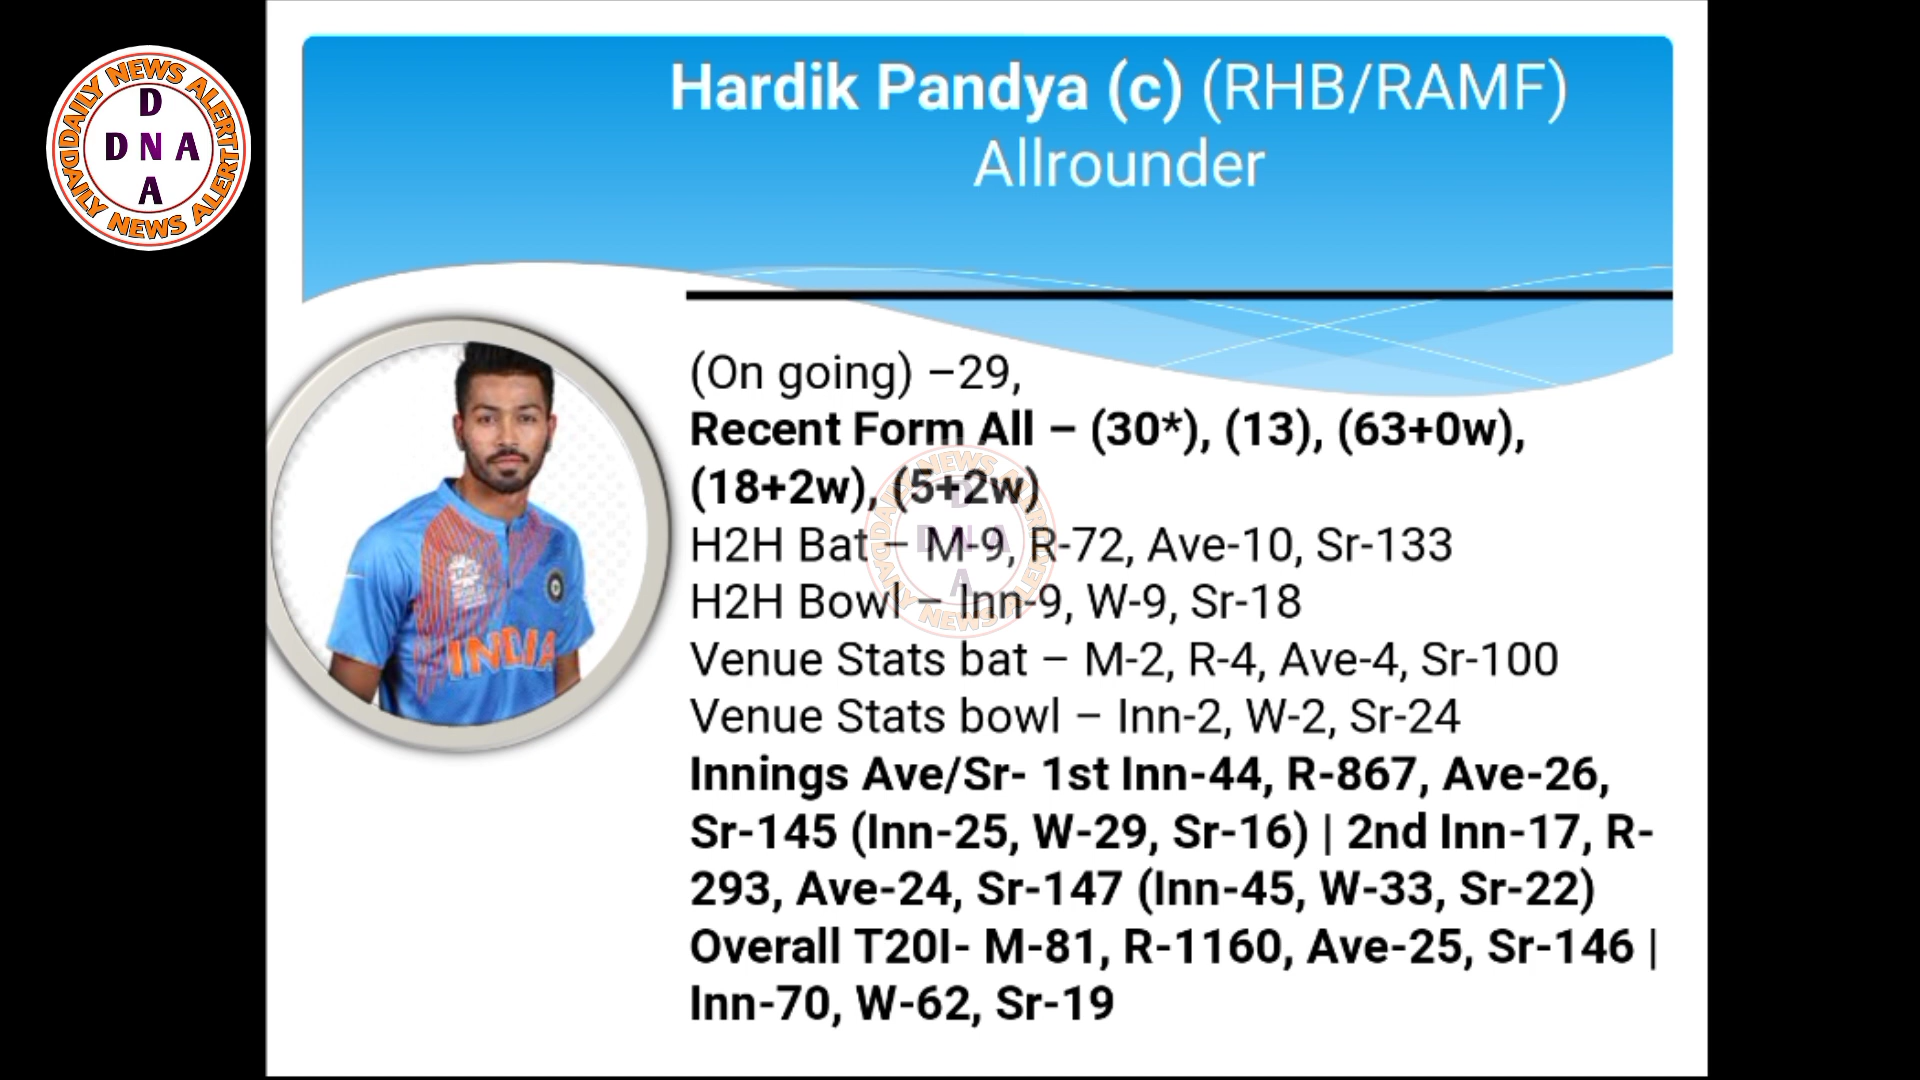 DAILY NEWS ALERT
D
D N A
A
DAILY NEWS ALERT
Hardik Pandya (c) (RHB/RAMF)
Allrounder
(On going) –29,
Recent Form All – (30*), (13), (63+0w),
(18+2w), (5+2w)
H2H Bat – M-9, R-72, Ave-10, Sr-133
H2H Bowl – Inn-9, W-9, Sr-18
Venue Stats bat – M-2, R-4, Ave-4, Sr-100
Venue Stats bowl – Inn-2, W-2, Sr-24
Innings Ave/Sr- 1st Inn-44, R-867, Ave-26,
Sr-145 (Inn-25, W-29, Sr-16) | 2nd Inn-17, R-
293, Ave-24, Sr-147 (Inn-45, W-33, Sr-22)
Overall T20I- M-81, R-1160, Ave-25, Sr-146 |
Inn-70, W-62, Sr-19
INDIA